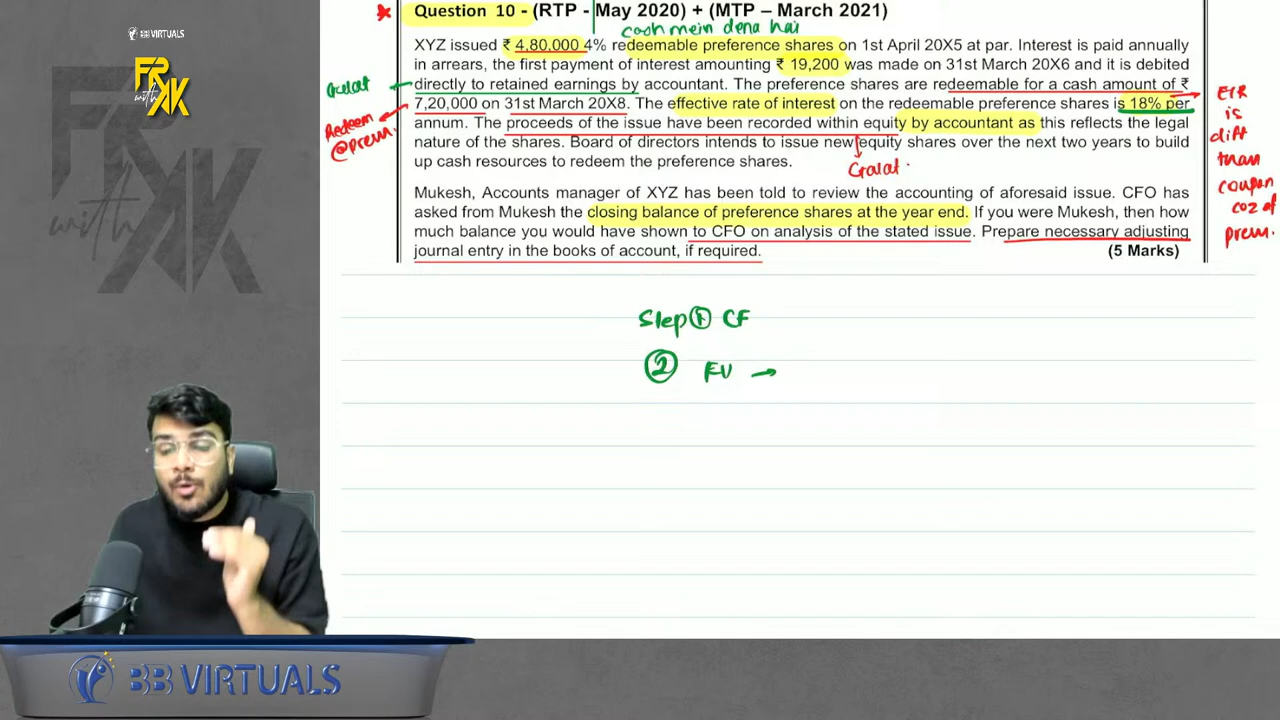 BB VIRTUALS
FR
with
AK
FR
with
AK
Question 10 - (RTP - May 2020) + (MTP – March 2021)
cash mein dena hai
XYZ issued ₹ 4,80,000 4% redeemable preference shares on 1st April 20X5 at par. Interest is paid annually
in arrears, the first payment of interest amounting ₹ 19,200 was made on 31st March 20X6 and it is debited
directly to retained earnings by accountant. The preference shares are redeemable for a cash amount of ₹
7,20,000 on 31st March 20X8. The effective rate of interest on the redeemable preference shares is 18% per
annum. The proceeds of the issue have been recorded within equity by accountant as this reflects the legal
nature of the shares. Board of directors intends to issue new equity shares over the next two years to build
up cash resources to redeem the preference shares.
Galat
Redeem
@prem.
Galat
EIR
is
diff
than
coupon
coz of
prem.
Mukesh, Accounts manager of XYZ has been told to review the accounting of aforesaid issue. CFO has
asked from Mukesh the closing balance of preference shares at the year end. If you were Mukesh, then how
much balance you would have shown to CFO on analysis of the stated issue. Prepare necessary adjusting
journal entry in the books of account, if required. (5 Marks)
Step ① CF
② FV →
BB VIRTUALS